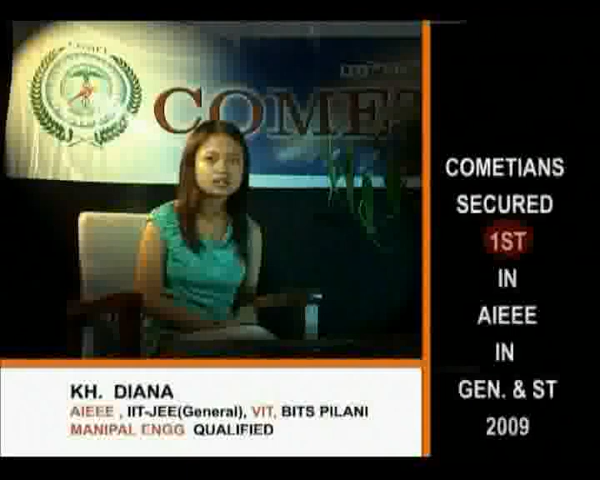 COME
KH. DIANA
AIEEE , IIT-JEE(General), VIT, BITS PILANI
MANIPAL ENGG QUALIFIED
COMETIANS
SECURED
1ST
IN
AIEEE
IN
GEN. & ST
2009